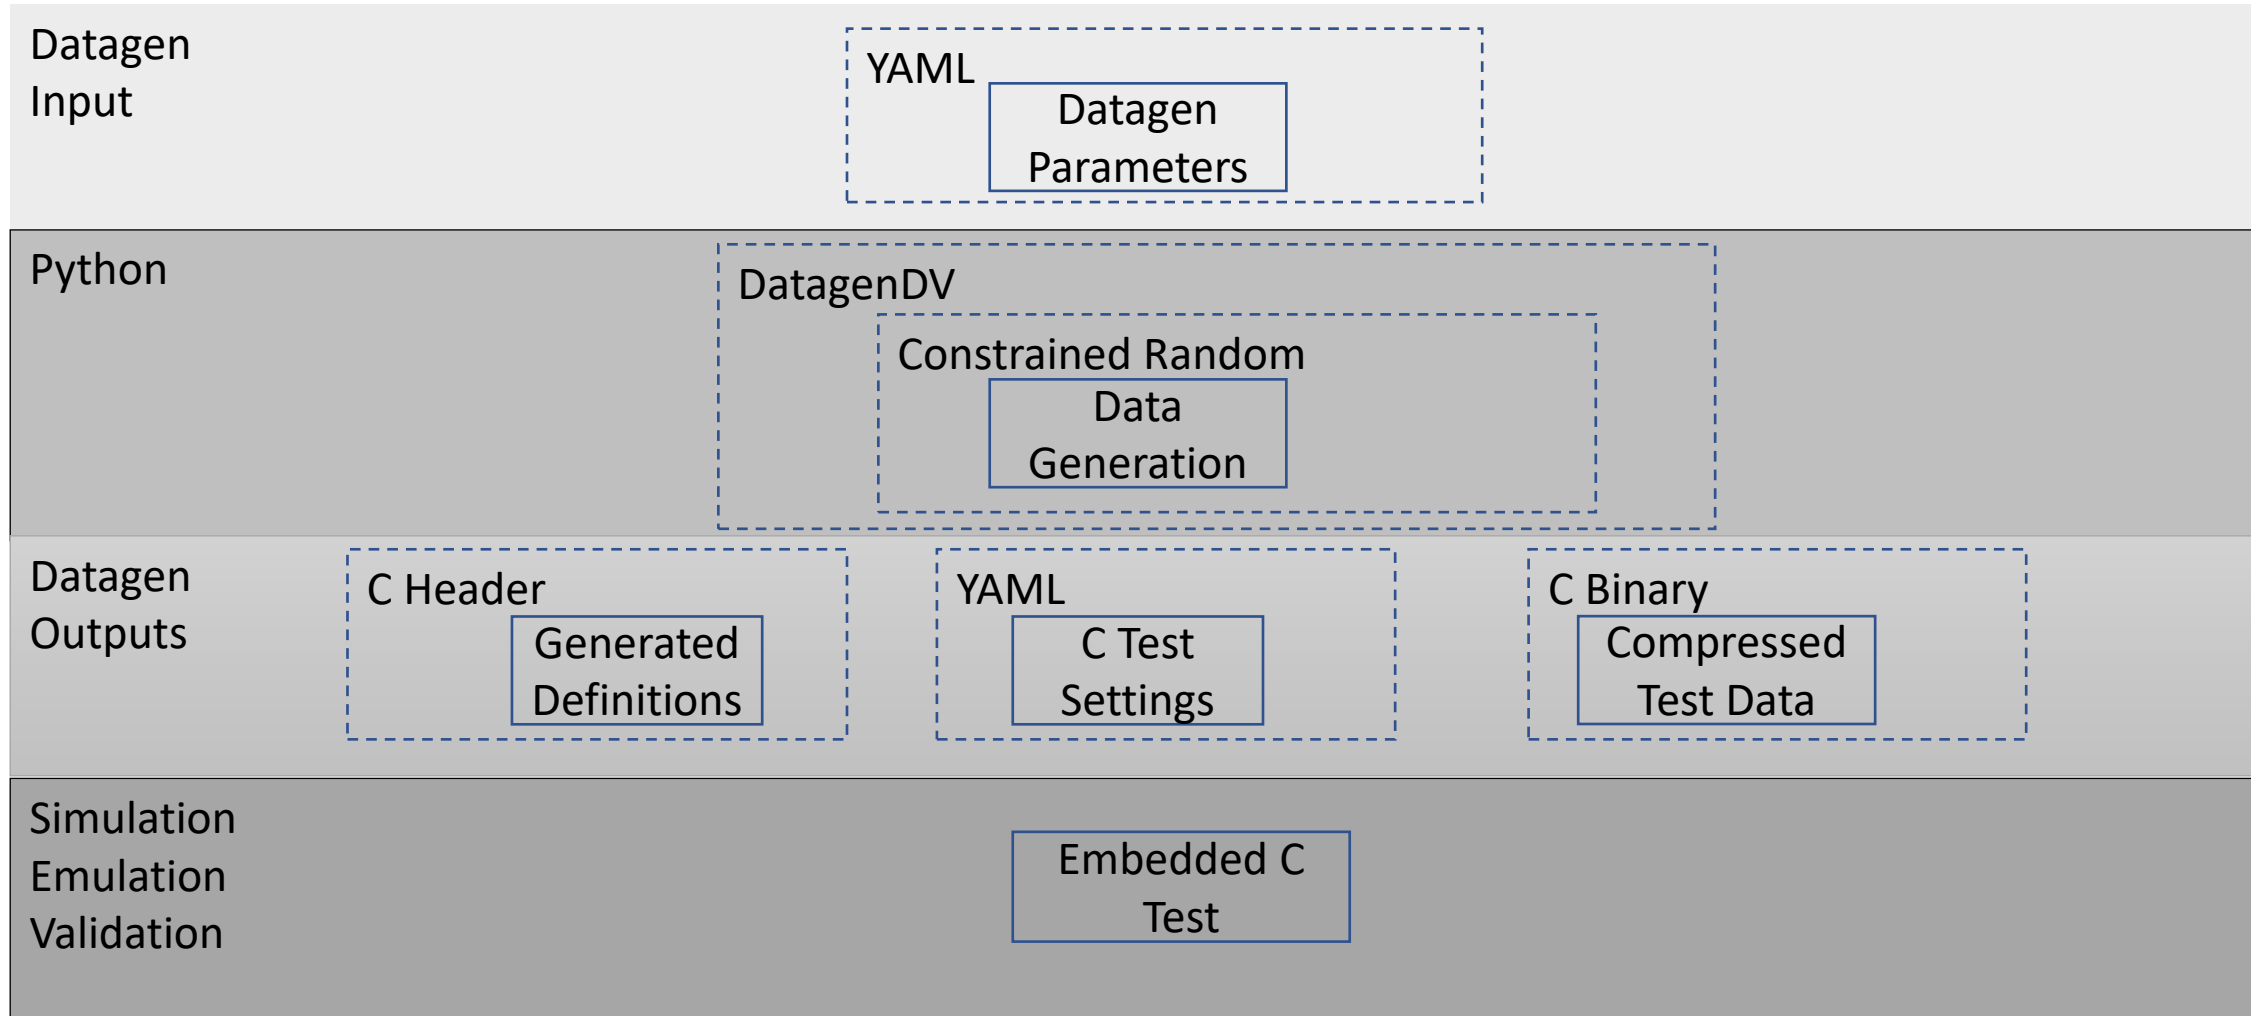 Datagen
Input
YAML
Datagen
Parameters
Python
DatagenDV
Constrained Random
Data
Generation
Datagen
Outputs
C Header
Generated
Definitions
YAML
C Test
Settings
C Binary
Compressed
Test Data
Simulation
Emulation
Validation
Embedded C
Test